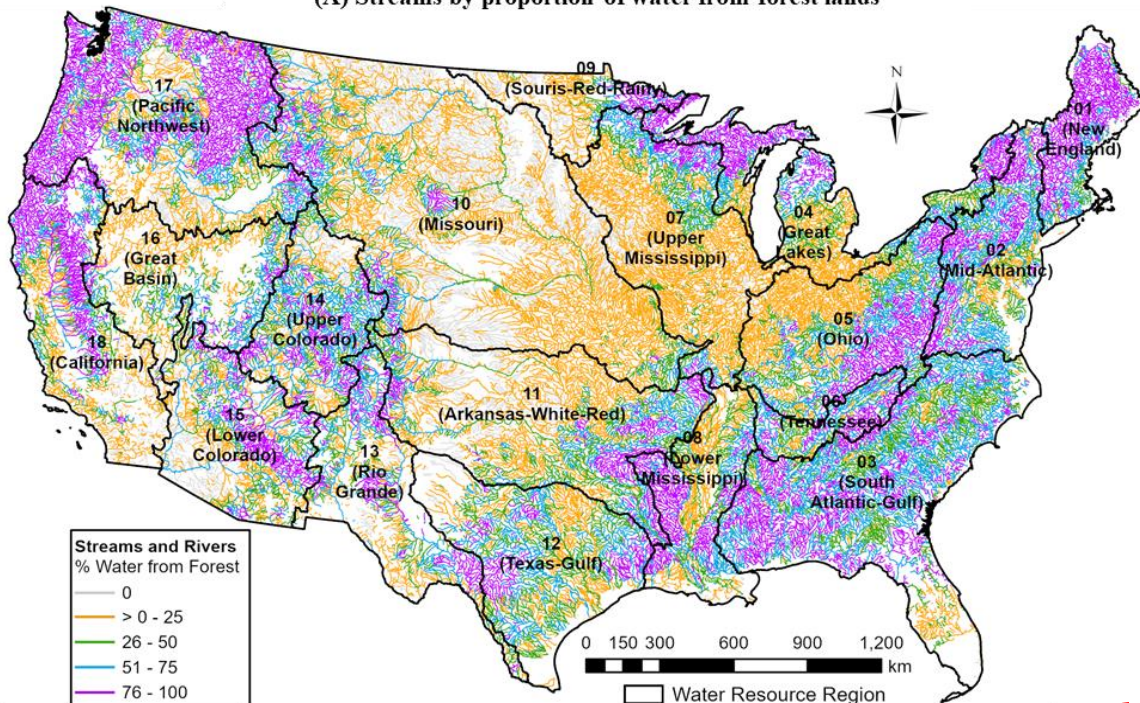 (A) Streams by proportion of water from forest lands
N
09
(Souris-Red-Rainy)
17
(Pacific
Northwest)
01
(New
England)
10
(Missouri)
07
(Upper
Mississippi)
04
(Great
Lakes)
16
(Great
Basin)
02
(Mid-Atlantic)
14
(Upper
Colorado)
05
(Ohio)
18
(California)
11
(Arkansas-White-Red)
06
(Tennessee)
15
(Lower
Colorado)
08
(Lower
Mississippi)
13
(Rio
Grande)
03
(South
Atlantic-Gulf)
12
(Texas-Gulf)
Streams and Rivers
% Water from Forest
0
> 0 - 25
26 - 50
51 - 75
76 - 100
0 150 300 600 900 1,200
km
Water Resource Region